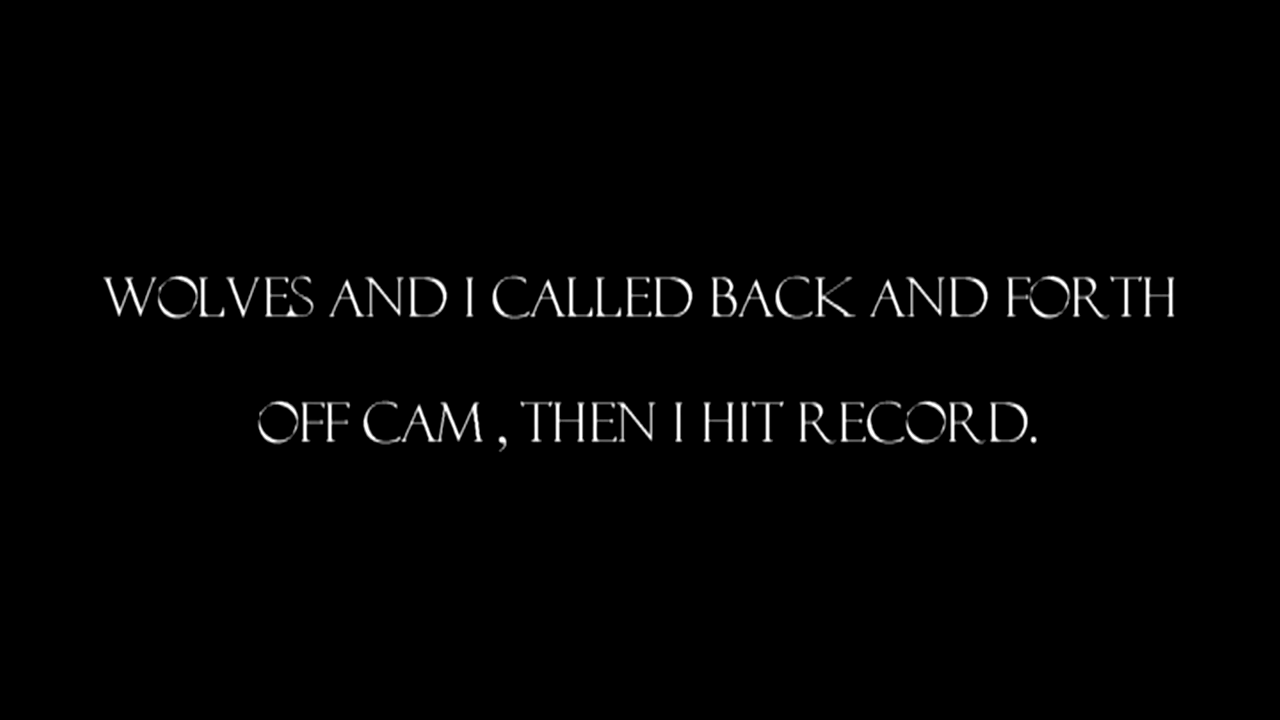 WOLVES AND I CALLED BACK AND FORTH
OFF CAM , THEN I HIT RECORD.